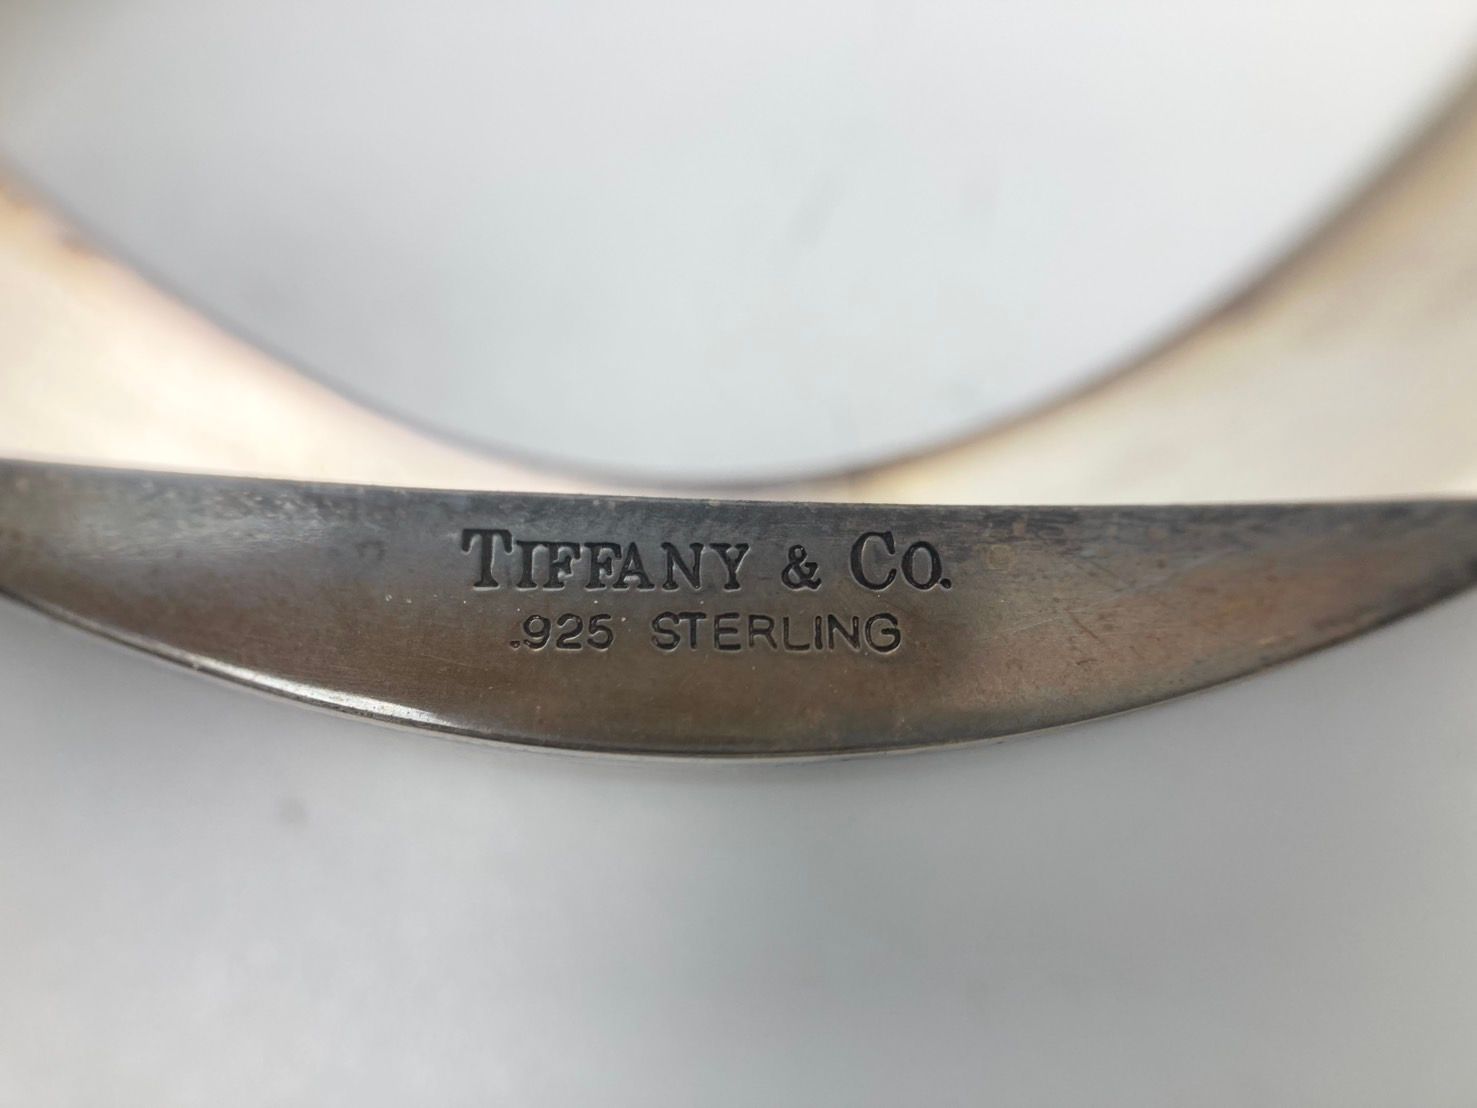 TIFFANY & CO.
.925 STERLING